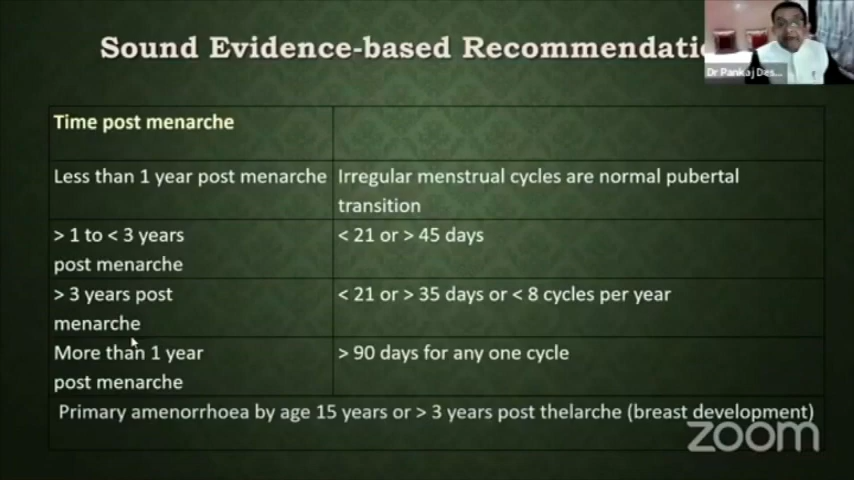 Sound Evidence-based
Dr Pankaj Des...
Time post menarche
Less than 1 year post menarche
Irregular menstrual cycles are normal pubertal
transition
> 1 to < 3 years
post menarche
< 21 or > 45 days
> 3 years post
menarche
< 21 or > 35 days or < 8 cycles per year
More than 1 year
post menarche
> 90 days for any one cycle
Primary amenorrhoea by age 15 years or > 3 years post thelarche (breast development)
zoom